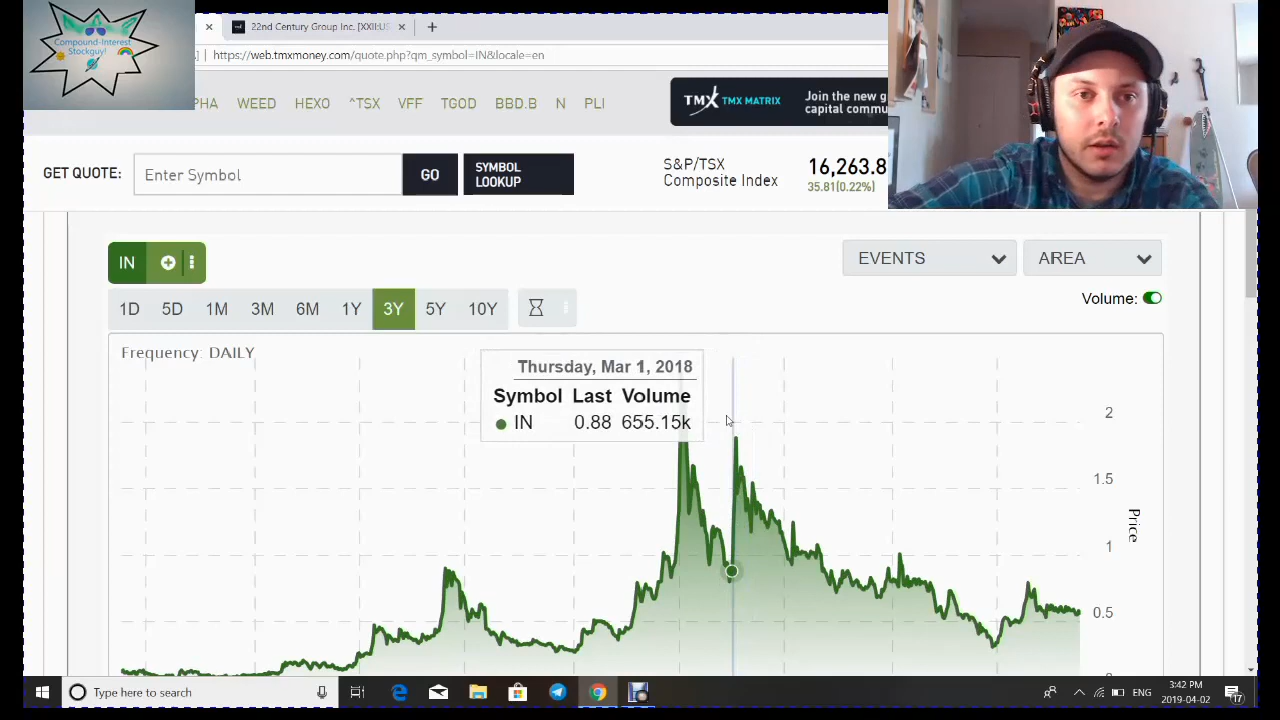 Compound-Interest
Stockguy!
22nd Century Group Inc. [XXII:US
https://web.tmxmoney.com/quote.php?qm_symbol=IN&locale=en
PHA WEED HEXO ^TSX VFF TGOD BBD.B N PLI
TMX TMX MATRIX
Join the new g
capital commu
GET QUOTE:
Enter Symbol
GO
SYMBOL
LOOKUP
S&P/TSX
Composite Index
16,263.8
35.81(0.22%)
IN
EVENTS
AREA
1D 5D 1M 3M 6M 1Y 3Y 5Y 10Y
Volume:
Frequency: DAILY
Thursday, Mar 1, 2018
Symbol Last Volume
IN 0.88 655.15k
2
1.5
1
0.5
Price
Type here to search
ENG
3:42 PM
2019-04-02
17